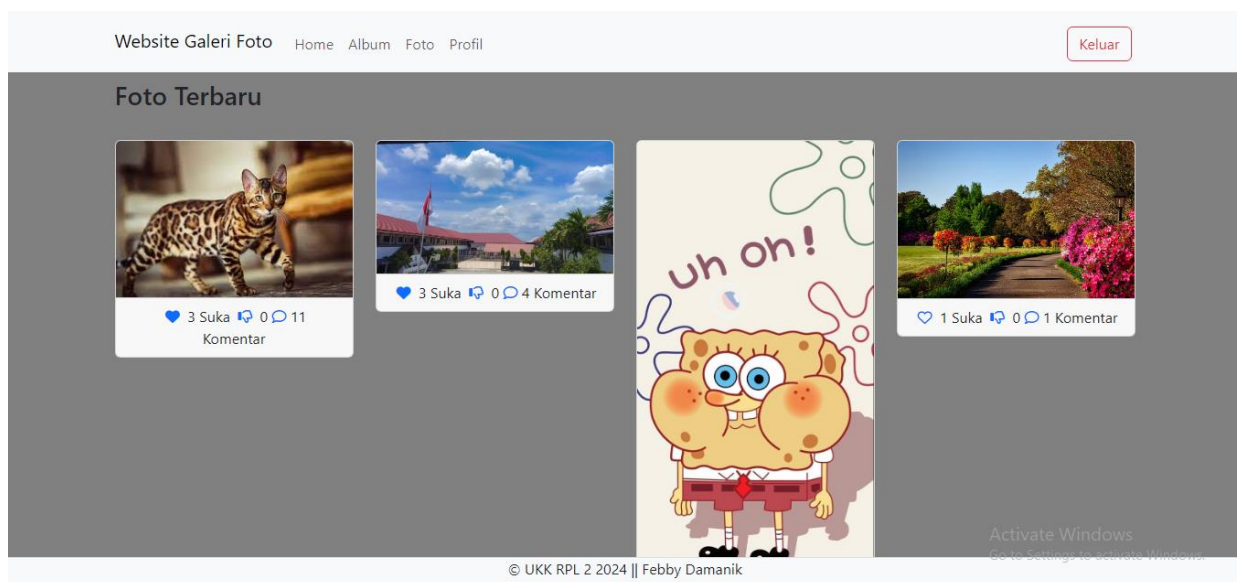 Website Galeri Foto Home Album Foto Profil Keluar
Foto Terbaru
3 Suka 0 11
Komentar
3 Suka 0 4 Komentar
uh oh!
1 Suka 0 1 Komentar
Activate Windows
Go to Settings to activate Windows.
© UKK RPL 2 2024 || Febby Damanik